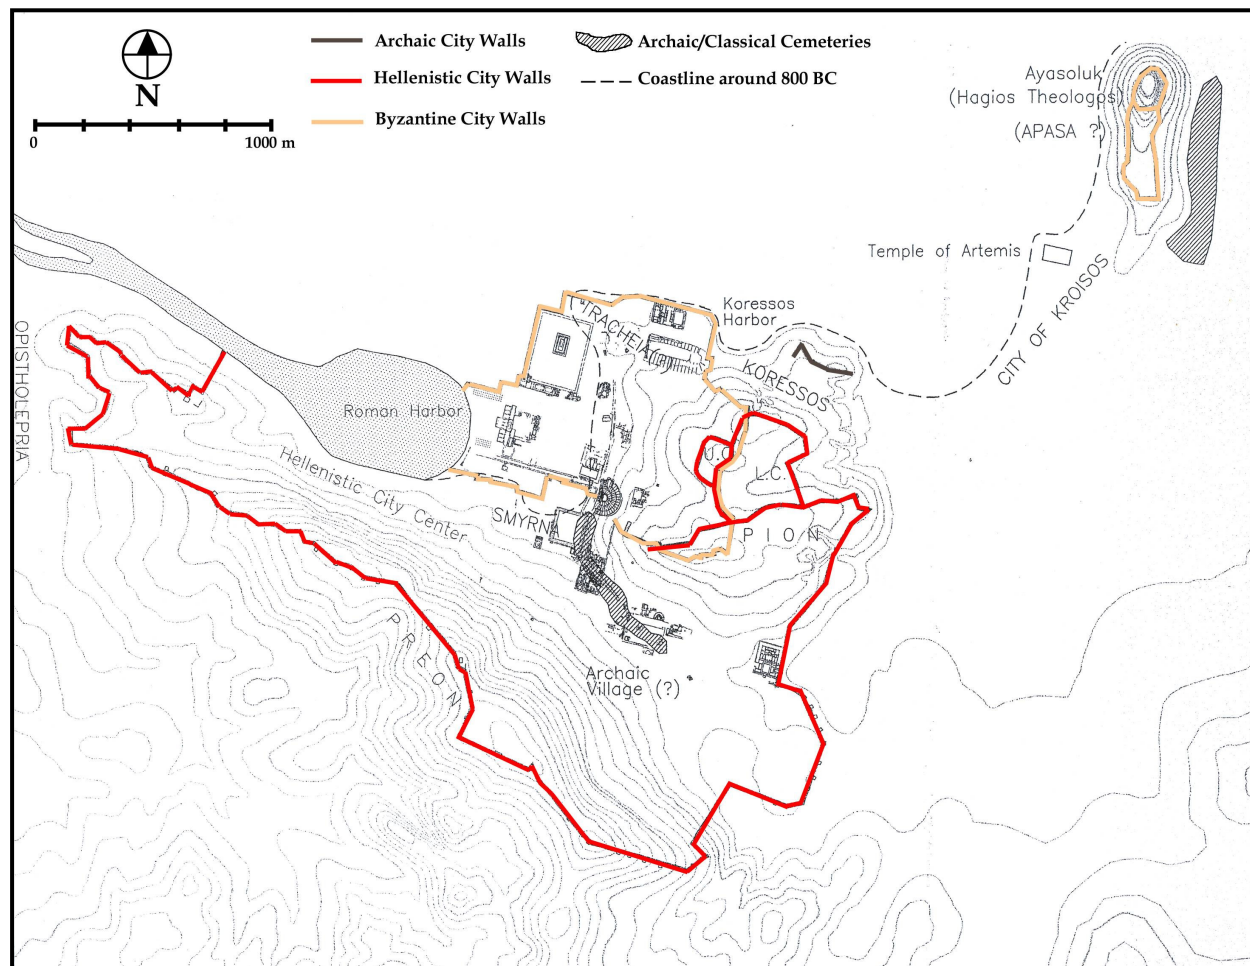 N
0
1000 m
Archaic City Walls
Hellenistic City Walls
Byzantine City Walls
Archaic/Classical Cemeteries
Coastline around 800 BC
Ayasoluk
(Hagios Theologos)
(APASA ?)
Temple of Artemis
CITY OF KROISOS
Koressos
Harbor
TRACHEIA(?)
KORESSOS
OPISTHOLEPRIA
Roman Harbor
U.C.
L.C.
Hellenistic City Center
SMYRNA
PION
PREON
Archaic
Village (?)